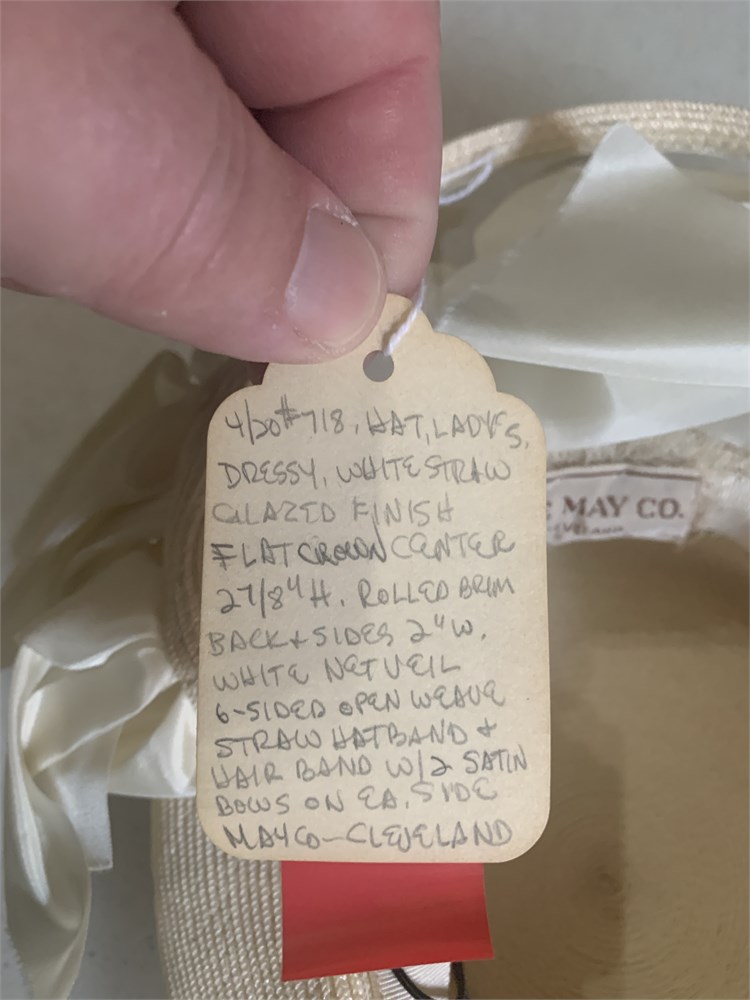 4/20 #718, HAT, LADY'S,
DRESSY, WHITE STRAW
GLAZED FINISH
FLAT CROWN CENTER
2 7/8" H. ROLLED BRIM
BACK + SIDES 2" W.
WHITE NET VEIL
6-SIDED OPEN WEAVE
STRAW HATBAND +
HAIR BAND W/2 SATIN
BOWS ON EA. SIDE
MAY CO - CLEVELAND
MAY CO.